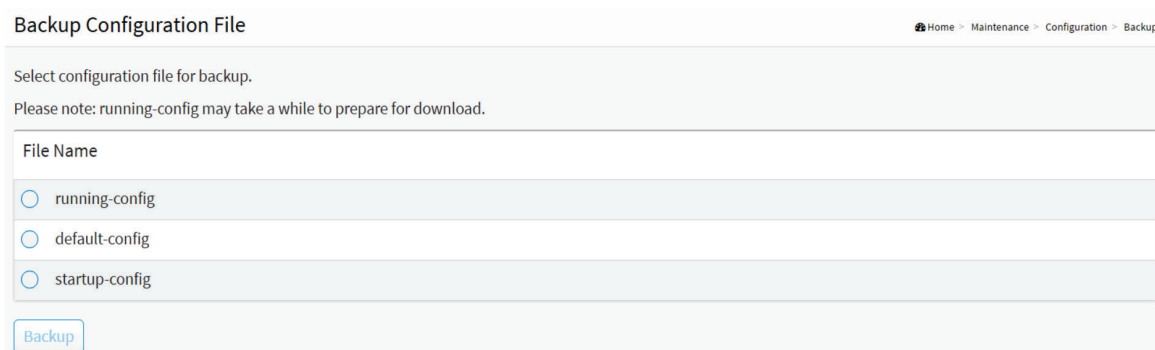 Backup Configuration File
Home > Maintenance > Configuration > Backup
Select configuration file for backup.
Please note: running-config may take a while to prepare for download.
File Name
running-config
default-config
startup-config
Backup